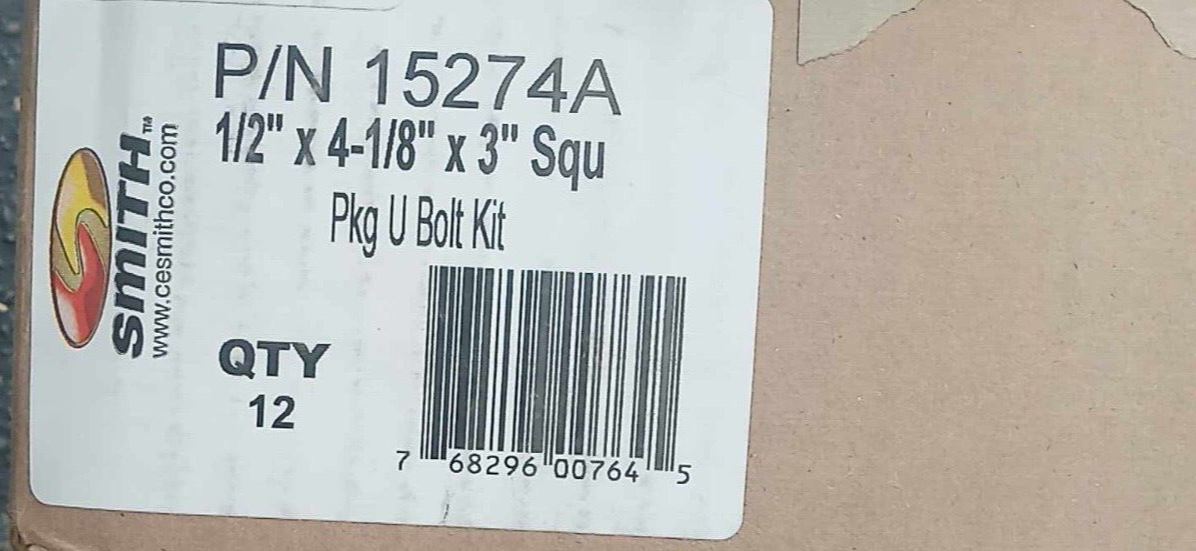 P/N 15274A
1/2" x 4-1/8" x 3" Squ
Pkg U Bolt Kit
SMITH™
www.cesmithco.com
QTY
12
7 68296 00764 5